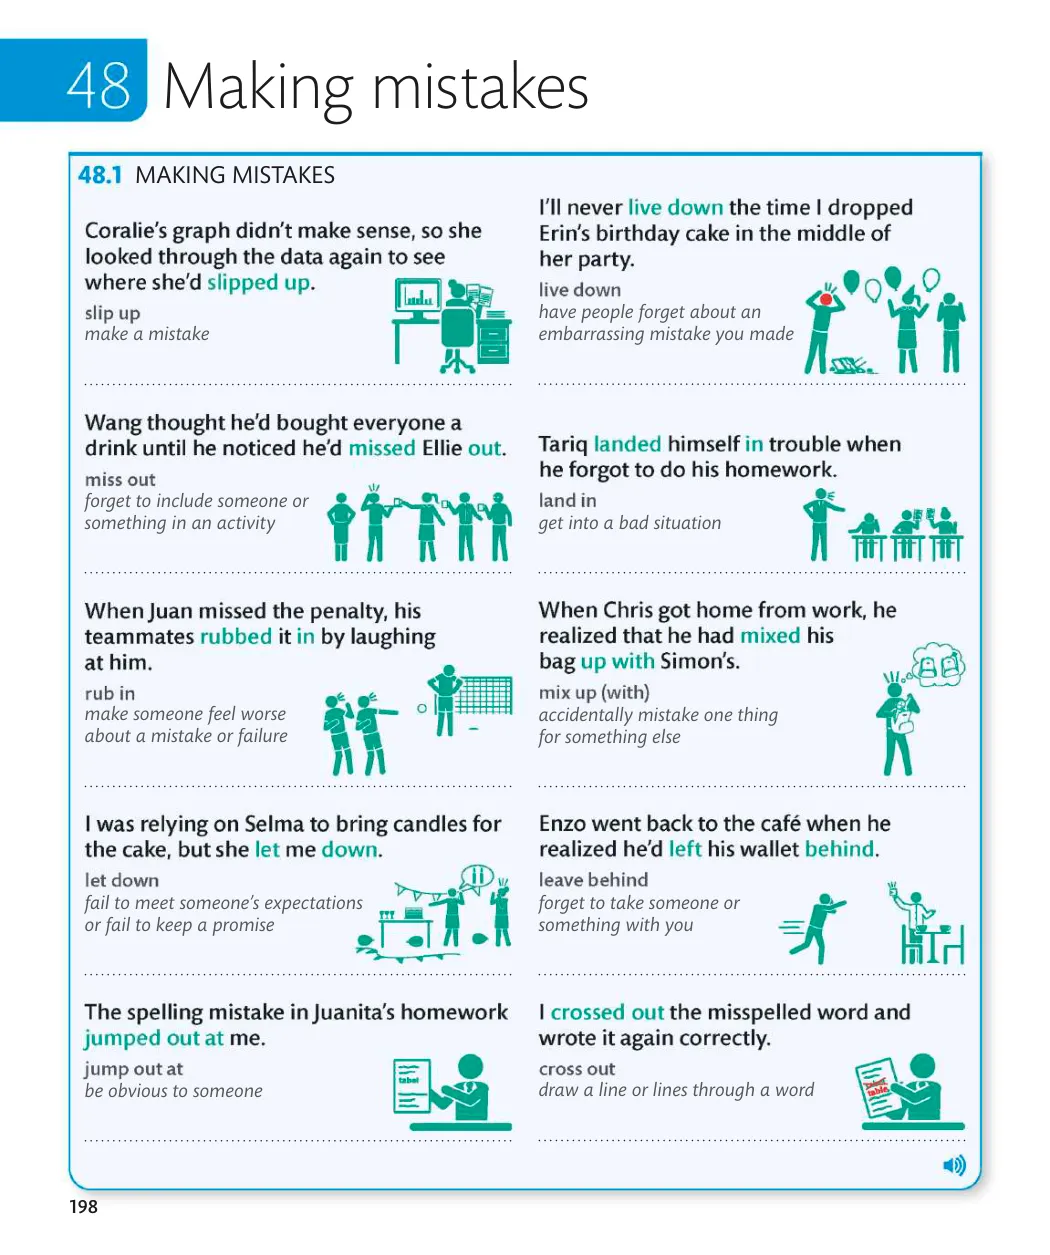 48 Making mistakes
48.1 MAKING MISTAKES
Coralie's graph didn't make sense, so she
looked through the data again to see
where she'd slipped up.
slip up
make a mistake
I'll never live down the time I dropped
Erin's birthday cake in the middle of
her party.
live down
have people forget about an
embarrassing mistake you made
Wang thought he'd bought everyone a
drink until he noticed he'd missed Ellie out.
miss out
forget to include someone or
something in an activity
Tariq landed himself in trouble when
he forgot to do his homework.
land in
get into a bad situation
When Juan missed the penalty, his
teammates rubbed it in by laughing
at him.
rub in
make someone feel worse
about a mistake or failure
When Chris got home from work, he
realized that he had mixed his
bag up with Simon's.
mix up (with)
accidentally mistake one thing
for something else
I was relying on Selma to bring candles for
the cake, but she let me down.
let down
fail to meet someone's expectations
or fail to keep a promise
Enzo went back to the café when he
realized he'd left his wallet behind.
leave behind
forget to take someone or
something with you
The spelling mistake in Juanita's homework
jumped out at me.
jump out at
be obvious to someone
tabel
I crossed out the misspelled word and
wrote it again correctly.
cross out
draw a line or lines through a word
tabel
table
198